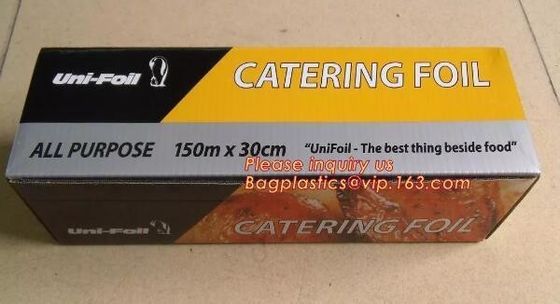 Uni-Foil
CATERING FOIL
ALL PURPOSE 150m x 30cm "UniFoil - The best thing beside food"
Please inquiry us
Bagplastics@vip.163.com
Uni-Foil
CATERING FOIL